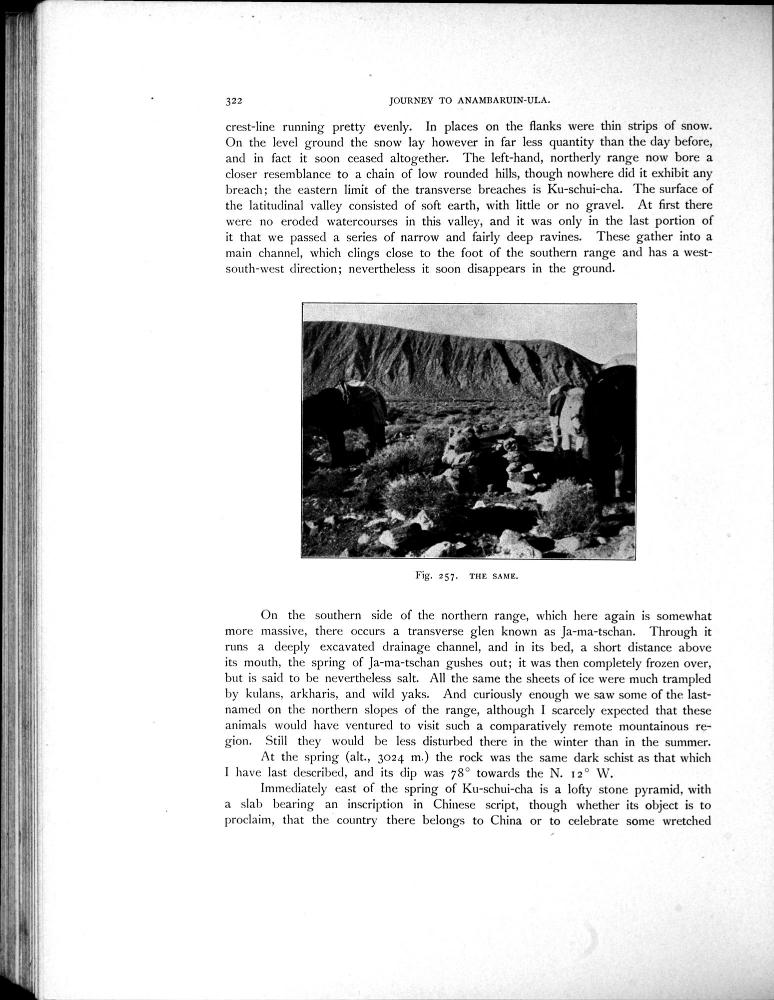 322
JOURNEY TO ANAMBARUIN-ULA.
crest-line running pretty evenly. In places on the flanks were thin strips of snow.
On the level ground the snow lay however in far less quantity than the day before,
and in fact it soon ceased altogether. The left-hand, northerly range now bore a
closer resemblance to a chain of low rounded hills, though nowhere did it exhibit any
breach; the eastern limit of the transverse breaches is Ku-schui-cha. The surface of
the latitudinal valley consisted of soft earth, with little or no gravel. At first there
were no eroded watercourses in this valley, and it was only in the last portion of
it that we passed a series of narrow and fairly deep ravines. These gather into a
main channel, which clings close to the foot of the southern range and has a west-
south-west direction; nevertheless it soon disappears in the ground.
Fig. 257. THE SAME.
On the southern side of the northern range, which here again is somewhat
more massive, there occurs a transverse glen known as Ja-ma-tschan. Through it
runs a deeply excavated drainage channel, and in its bed, a short distance above
its mouth, the spring of Ja-ma-tschan gushes out; it was then completely frozen over,
but is said to be nevertheless salt. All the same the sheets of ice were much trampled
by kulans, arkharis, and wild yaks. And curiously enough we saw some of the last-
named on the northern slopes of the range, although I scarcely expected that these
animals would have ventured to visit such a comparatively remote mountainous re-
gion. Still they would be less disturbed there in the winter than in the summer.
At the spring (alt., 3024 m.) the rock was the same dark schist as that which
I have last described, and its dip was 78° towards the N. 12° W.
Immediately east of the spring of Ku-schui-cha is a lofty stone pyramid, with
a slab bearing an inscription in Chinese script, though whether its object is to
proclaim, that the country there belongs to China or to celebrate some wretched